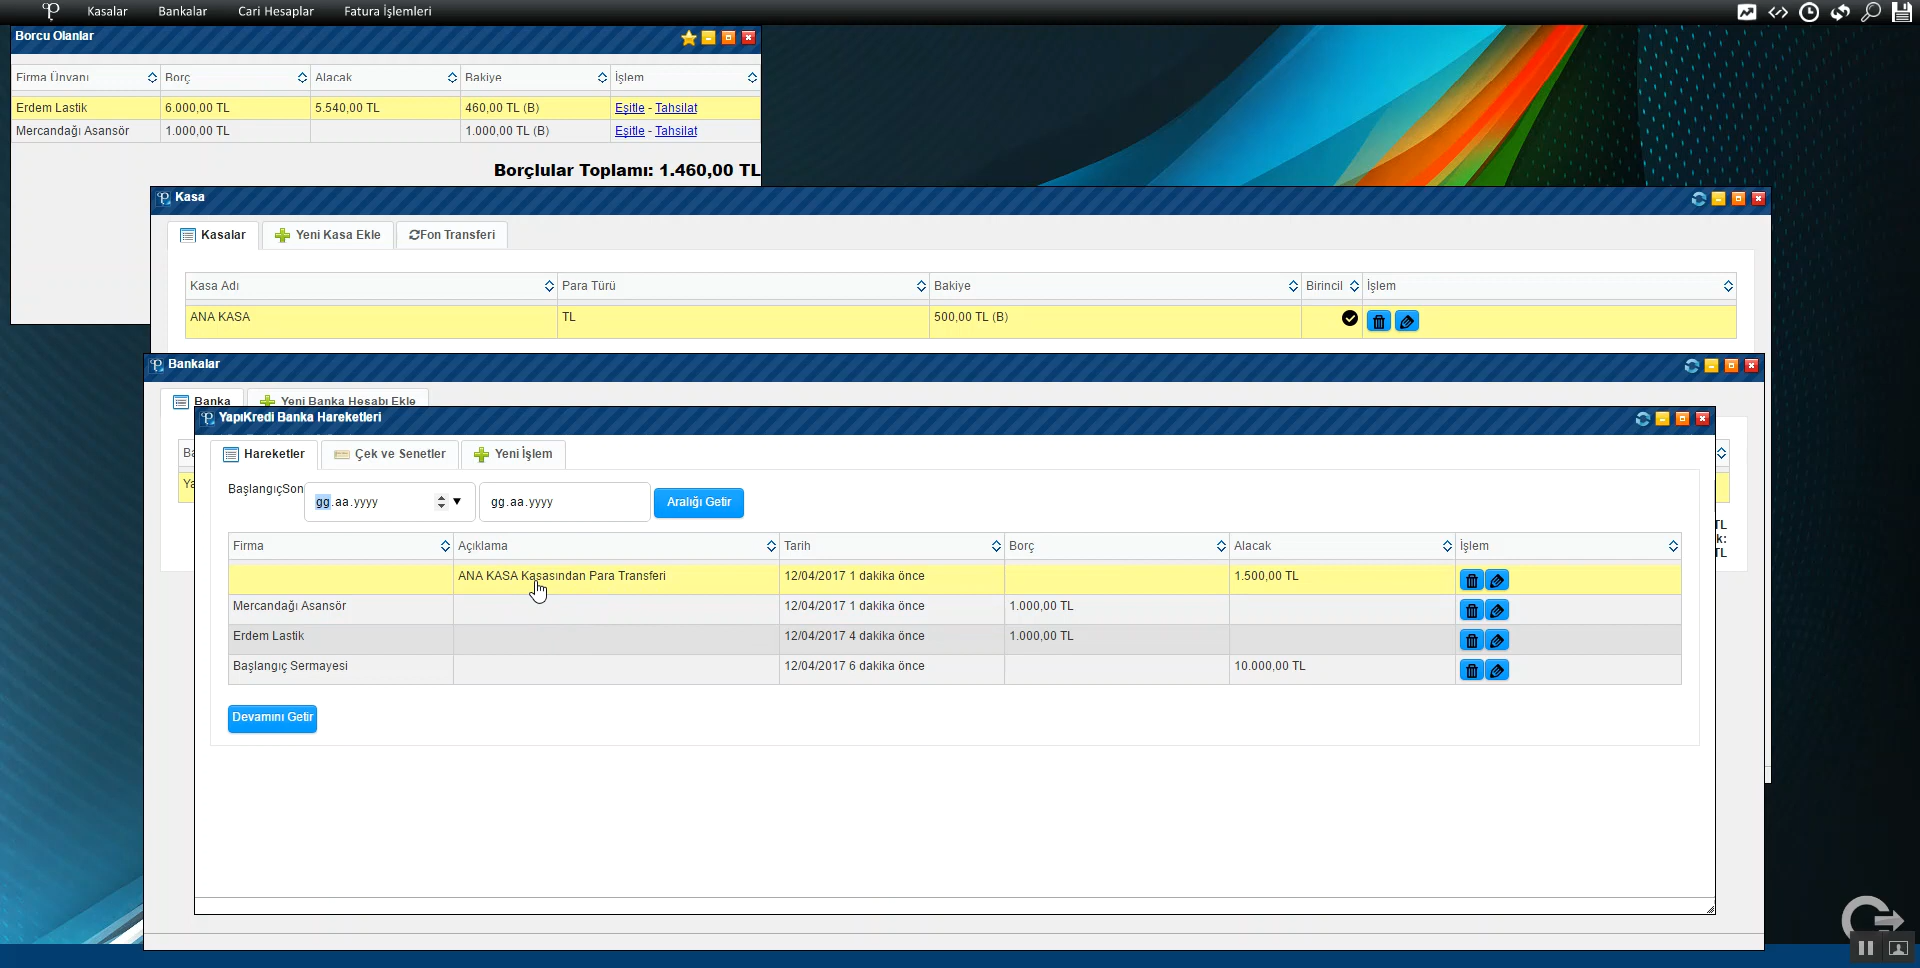 Kasalar Bankalar Cari Hesaplar Fatura İşlemleri
Borcu Olanlar
Firma Ünvanı Borç Alacak Bakiye İşlem
Erdem Lastik 6.000,00 TL 5.540,00 TL 460,00 TL (B) Eşitle - Tahsilat
Mercandağı Asansör 1.000,00 TL 1.000,00 TL (B) Eşitle - Tahsilat
Borçlular Toplamı: 1.460,00 TL
Kasa
Kasalar Yeni Kasa Ekle Fon Transferi
Kasa Adı Para Türü Bakiye Birincil İşlem
ANA KASA TL 500,00 TL (B)
Bankalar
Banka Yeni Banka Hesabı Ekle
YapıKredi Banka Hareketleri
Hareketler Çek ve Senetler Yeni İşlem
BaşlangıçSon gg.aa.yyyy gg.aa.yyyy Aralığı Getir
Firma Açıklama Tarih Borç Alacak İşlem
ANA KASA Kasasından Para Transferi 12/04/2017 1 dakika önce 1.500,00 TL
Mercandağı Asansör 12/04/2017 1 dakika önce 1.000,00 TL
Erdem Lastik 12/04/2017 4 dakika önce 1.000,00 TL
Başlangıç Sermayesi 12/04/2017 6 dakika önce 10.000,00 TL
Devamını Getir